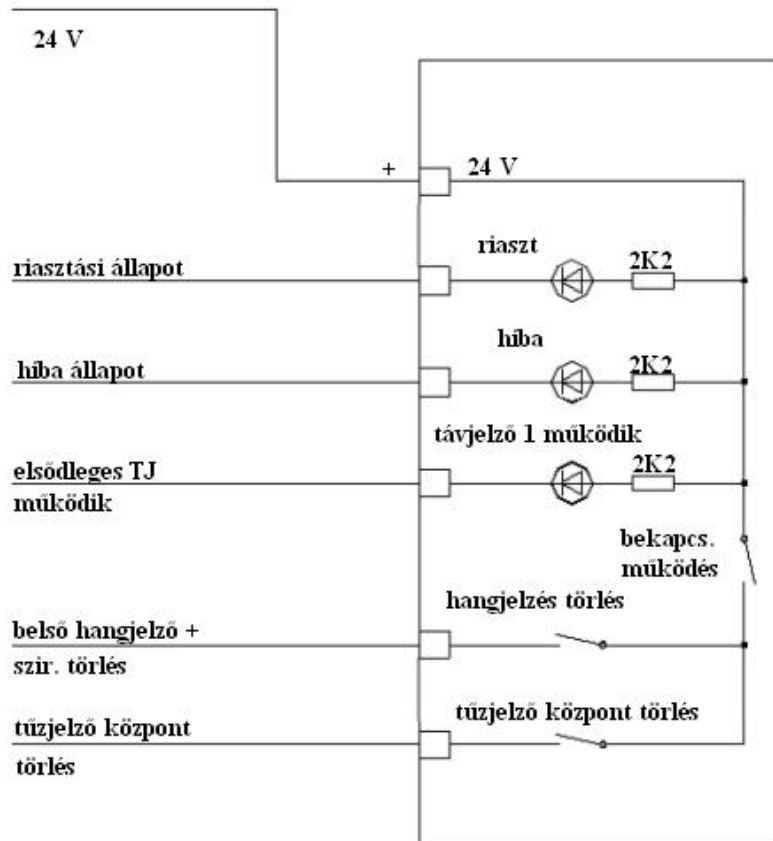 24 V
+
24 V
riaszt
2K2
riasztási állapot
hiba
2K2
hiba állapot
távjelző 1 működik
2K2
elsődleges TJ
működik
bekapcs.
működés
hangjelzés törlés
belső hangjelző +
szir. törlés
tűzjelző központ törlés
tűzjelző központ
törlés